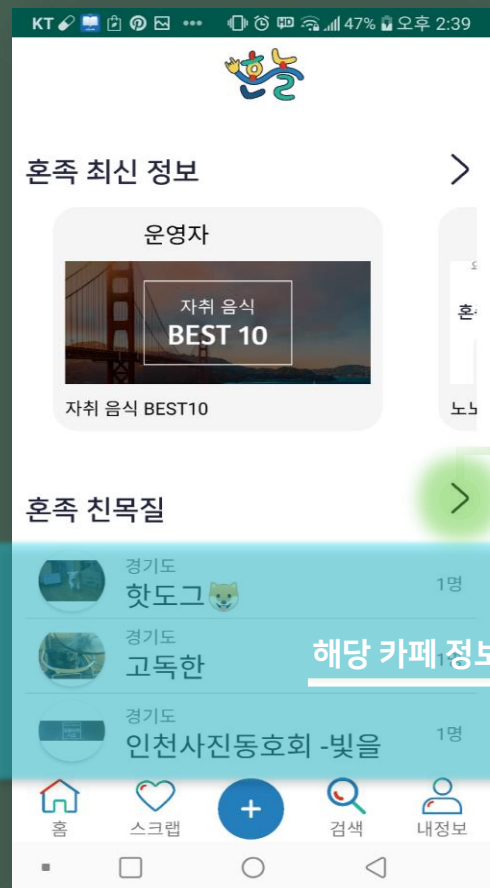 KT 47% 오후 2:39
혼놀
혼족 최신 정보
운영자
자취 음식
BEST 10
자취 음식 BEST10
혼족 친목질
경기도
핫도그
1명
경기도
고독한
해당 카페 정보
경기도
인천사진동호회 -빛을
1명
홈 스크랩 검색 내정보